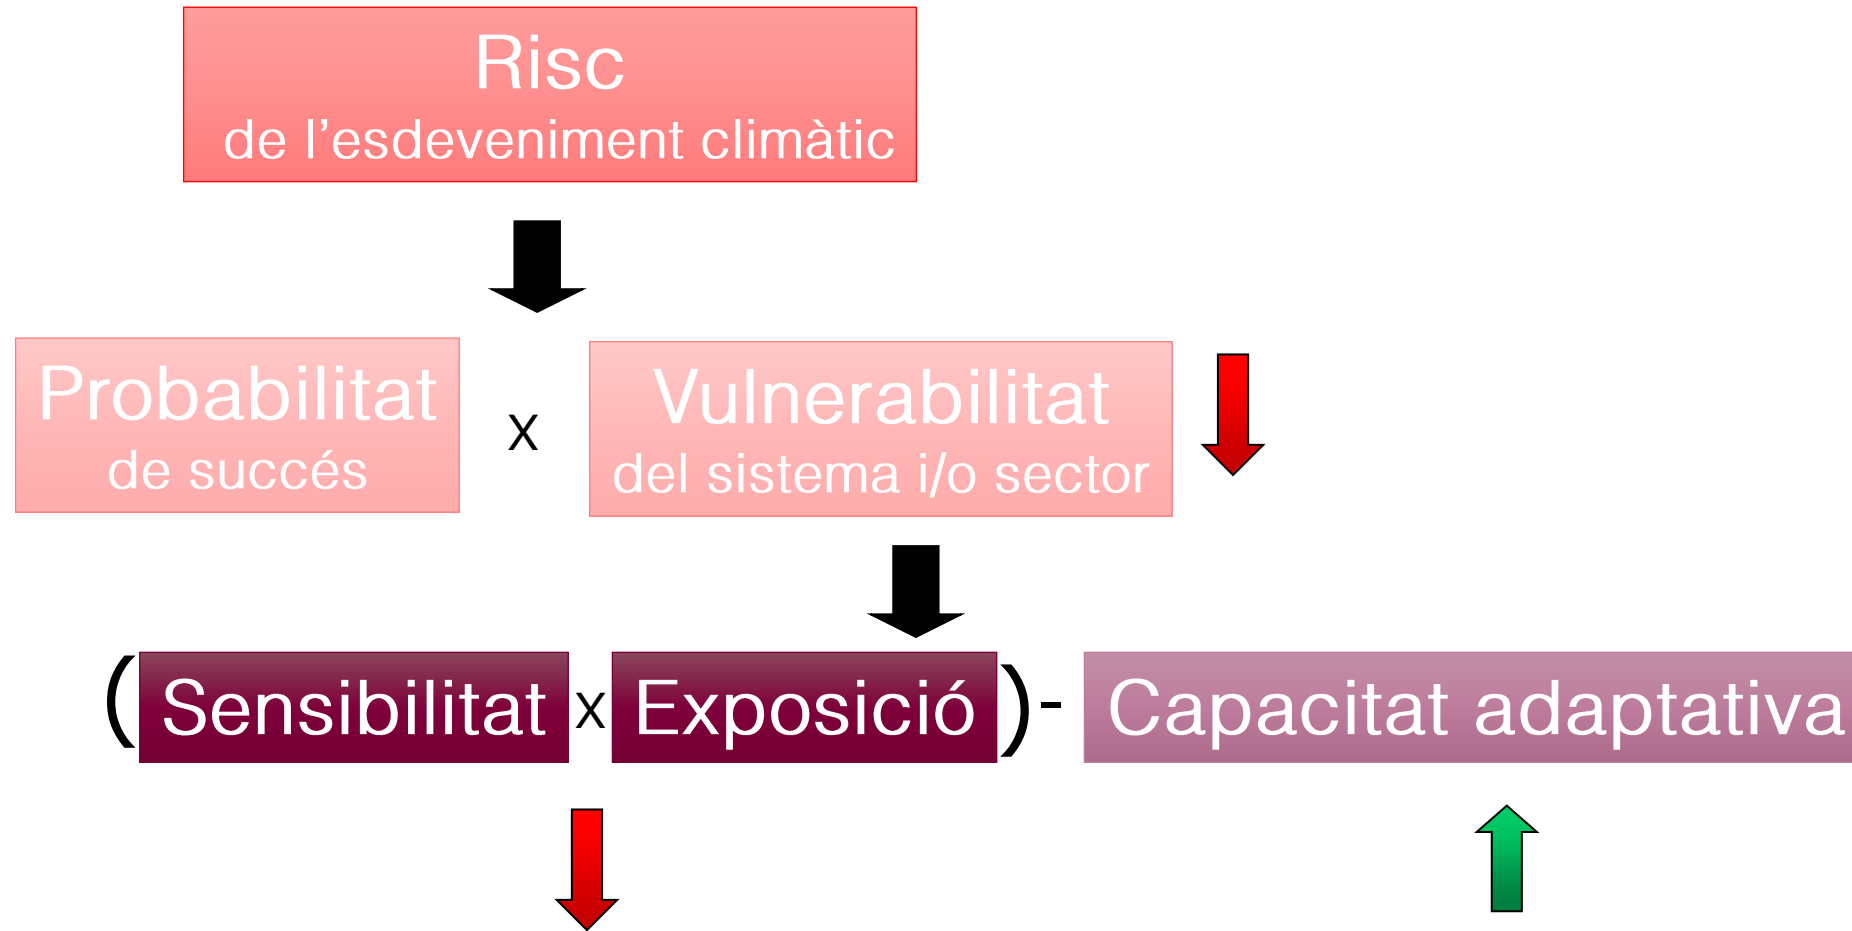 Risc
de l’esdeveniment climàtic
Probabilitat
de succés
x
Vulnerabilitat
del sistema i/o sector
(Sensibilitat x Exposició) - Capacitat adaptativa